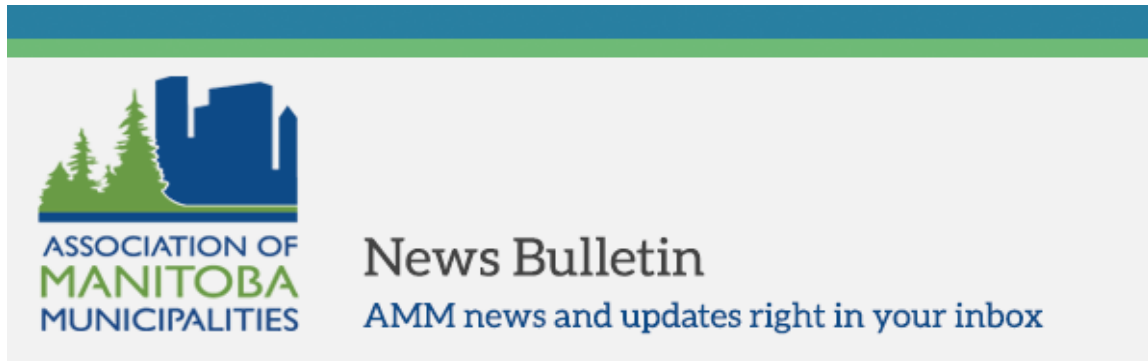 ASSOCIATION OF
MANITOBA
MUNICIPALITIES
News Bulletin
AMM news and updates right in your inbox